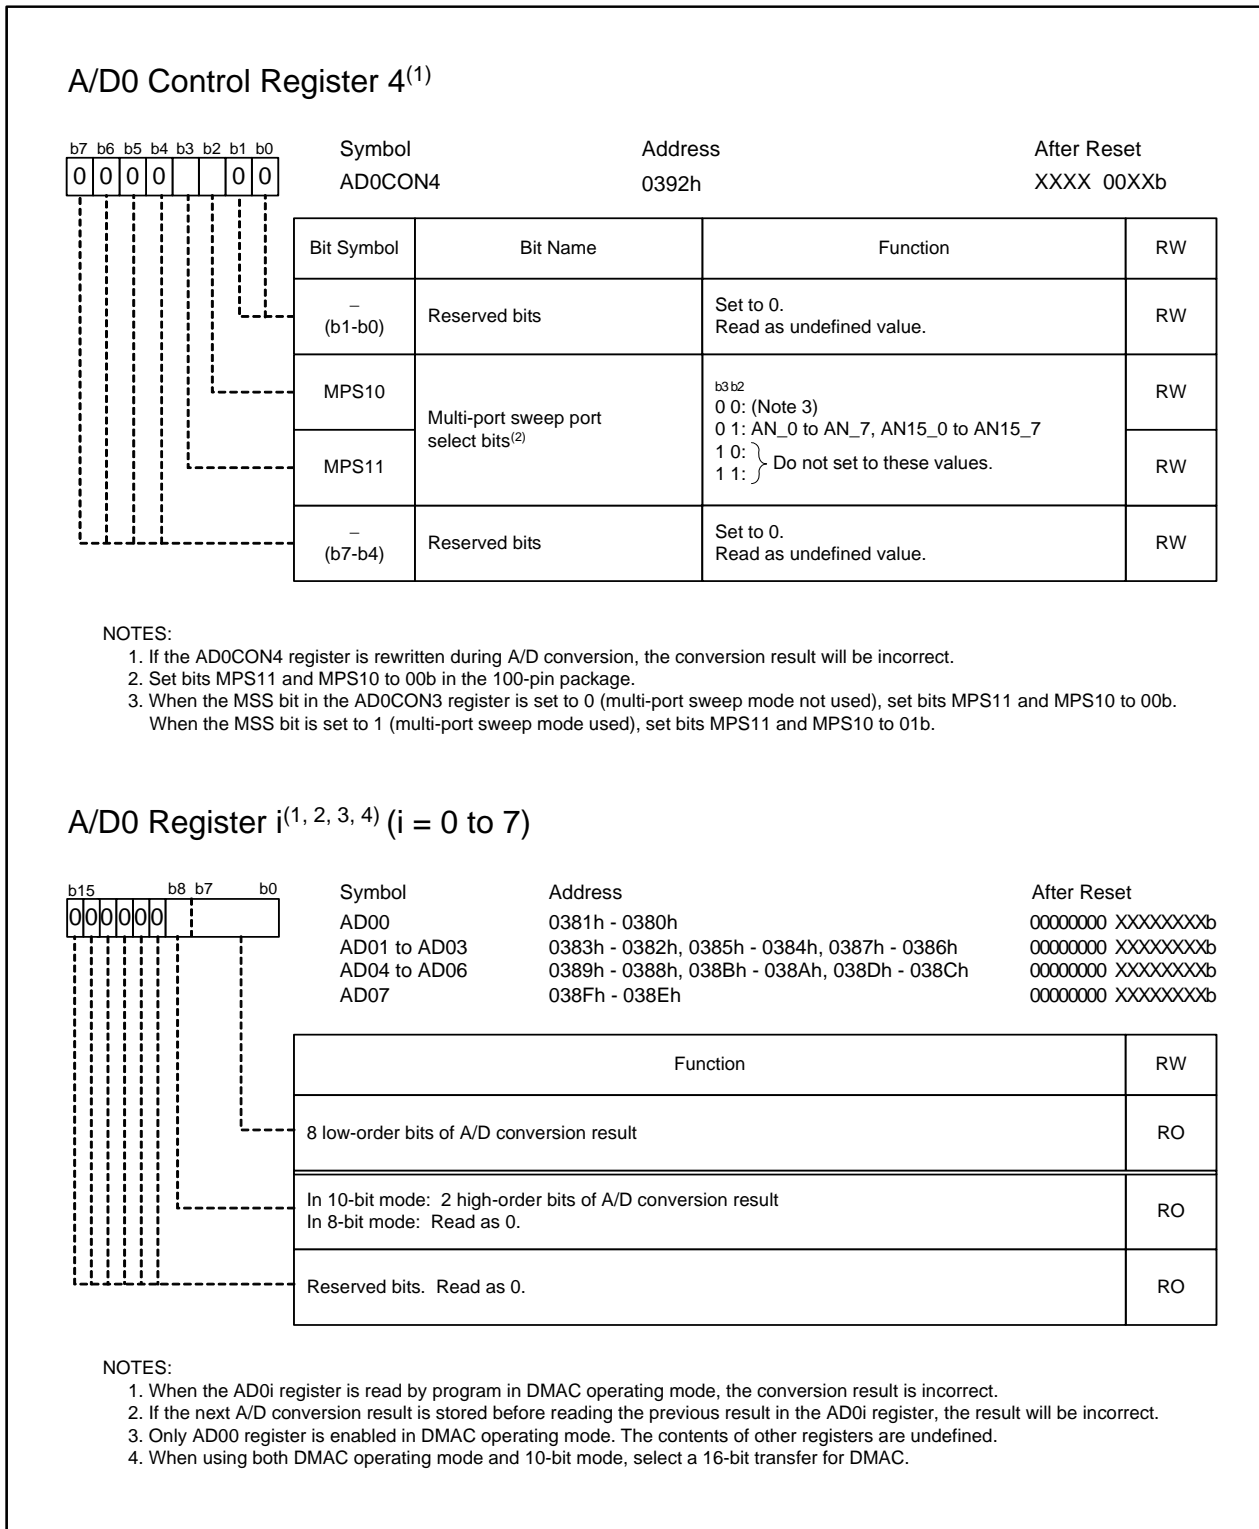 A/D0 Control Register 4(1)
b7 b6 b5 b4 b3 b2 b1 b0
0 0 0 0 0 0
Symbol Address After Reset
AD0CON4 0392h XXXX 00XXb
Bit Symbol Bit Name Function RW
–
(b1-b0)
Reserved bits
Set to 0.
Read as undefined value.
RW
MPS10
MPS11
Multi-port sweep port
select bits(2)
b3 b2
0 0: (Note 3)
0 1: AN_0 to AN_7, AN15_0 to AN15_7
1 0:
1 1:
Do not set to these values.
RW
RW
–
(b7-b4)
Reserved bits
Set to 0.
Read as undefined value.
RW
NOTES:
1. If the AD0CON4 register is rewritten during A/D conversion, the conversion result will be incorrect.
2. Set bits MPS11 and MPS10 to 00b in the 100-pin package.
3. When the MSS bit in the AD0CON3 register is set to 0 (multi-port sweep mode not used), set bits MPS11 and MPS10 to 00b.
When the MSS bit is set to 1 (multi-port sweep mode used), set bits MPS11 and MPS10 to 01b.
A/D0 Register i(1, 2, 3, 4) (i = 0 to 7)
b15 b8 b7 b0
0 0 0 0 0 0
Symbol Address After Reset
AD00 0381h - 0380h 00000000 XXXXXXXXb
AD01 to AD03 0383h - 0382h, 0385h - 0384h, 0387h - 0386h 00000000 XXXXXXXXb
AD04 to AD06 0389h - 0388h, 038Bh - 038Ah, 038Dh - 038Ch 00000000 XXXXXXXXb
AD07 038Fh - 038Eh 00000000 XXXXXXXXb
Function RW
8 low-order bits of A/D conversion result RO
In 10-bit mode: 2 high-order bits of A/D conversion result
In 8-bit mode: Read as 0.
RO
Reserved bits. Read as 0. RO
NOTES:
1. When the AD0i register is read by program in DMAC operating mode, the conversion result is incorrect.
2. If the next A/D conversion result is stored before reading the previous result in the AD0i register, the result will be incorrect.
3. Only AD00 register is enabled in DMAC operating mode. The contents of other registers are undefined.
4. When using both DMAC operating mode and 10-bit mode, select a 16-bit transfer for DMAC.